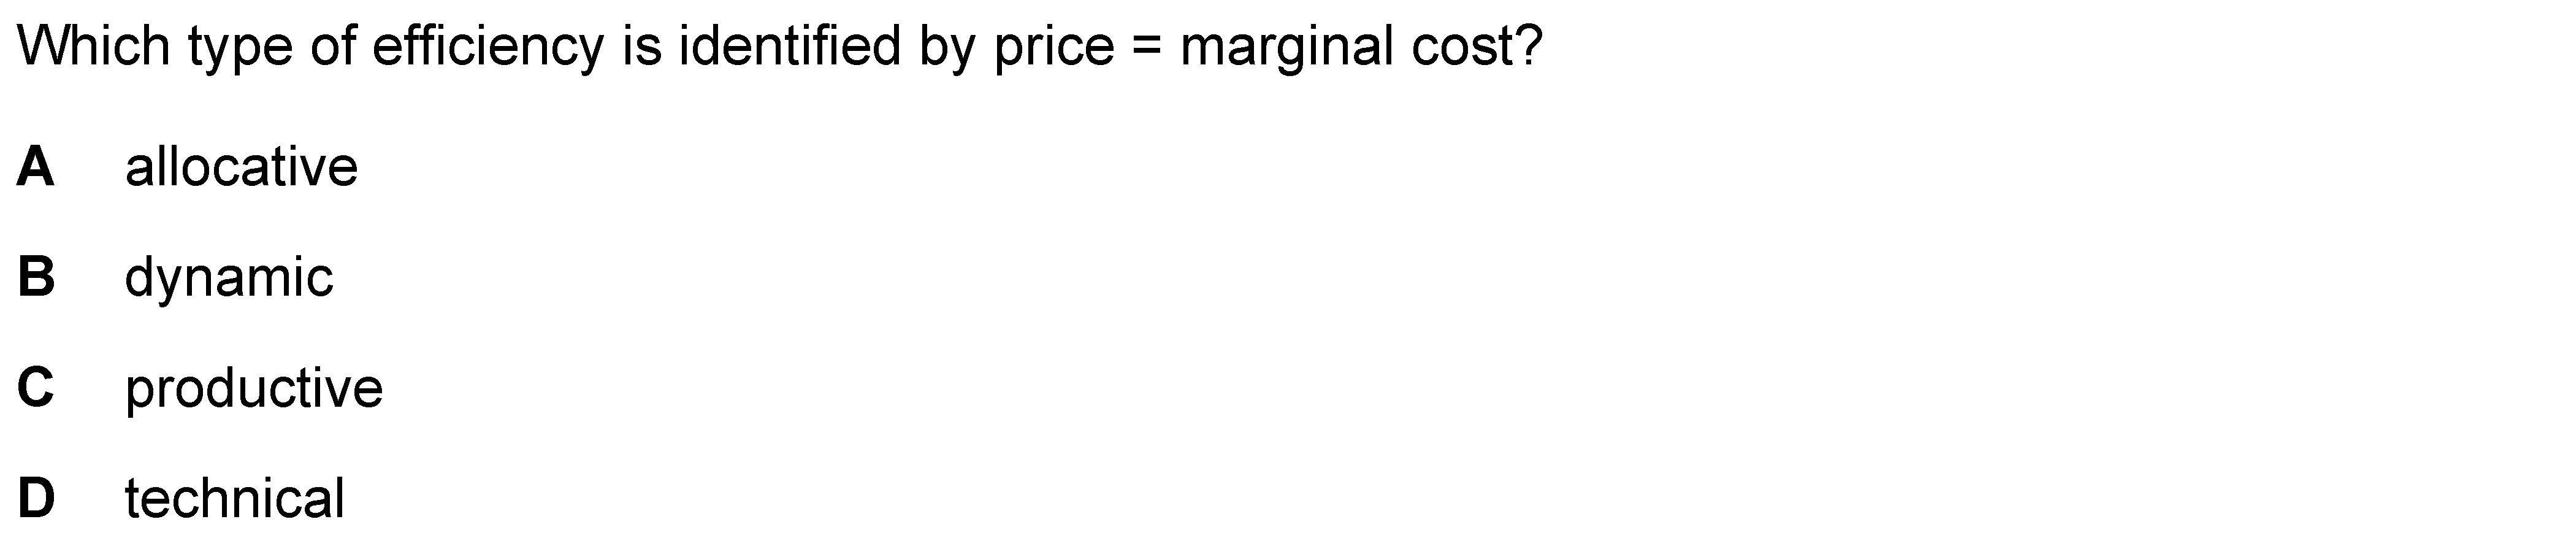 Which type of efficiency is identified by price = marginal cost?
A allocative
B dynamic
C productive
D technical